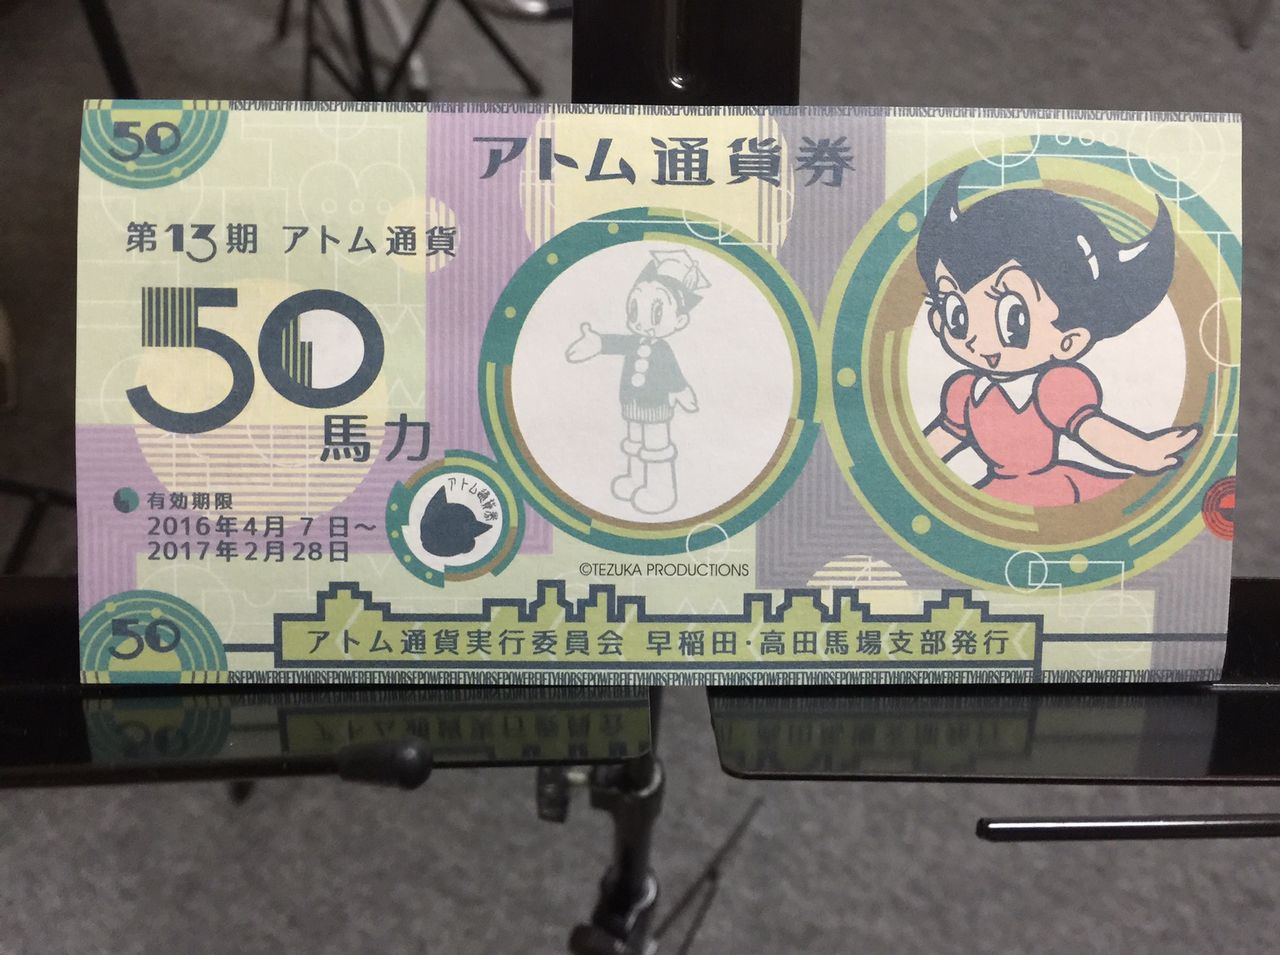 HORSEPOWERFIFTYHORSEPOWERFIFTYHORSEPOWERFIFTYHORSEPOWERFIFTY
50
アトム通貨券
第13期 アトム通貨
50
馬力
アトム通貨券
有効期限
2016年4月 7 日～
2017年2月28日
©TEZUKA PRODUCTIONS
50
アトム通貨実行委員会 早稲田・高田馬場支部発行